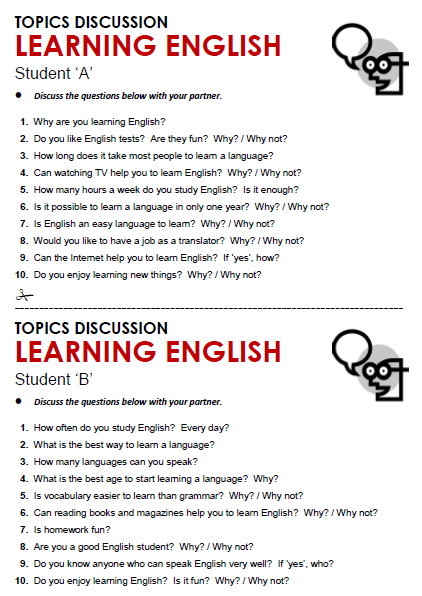 TOPICS DISCUSSION
LEARNING ENGLISH
Student ‘A’
● Discuss the questions below with your partner.
1. Why are you learning English?
2. Do you like English tests? Are they fun? Why? / Why not?
3. How long does it take most people to learn a language?
4. Can watching TV help you to learn English? Why? / Why not?
5. How many hours a week do you study English? Is it enough?
6. Is it possible to learn a language in only one year? Why? / Why not?
7. Is English an easy language to learn? Why? / Why not?
8. Would you like to have a job as a translator? Why? / Why not?
9. Can the Internet help you to learn English? If ‘yes’, how?
10. Do you enjoy learning new things? Why? / Why not?
TOPICS DISCUSSION
LEARNING ENGLISH
Student ‘B’
● Discuss the questions below with your partner.
1. How often do you study English? Every day?
2. What is the best way to learn a language?
3. How many languages can you speak?
4. What is the best age to start learning a language? Why?
5. Is vocabulary easier to learn than grammar? Why? / Why not?
6. Can reading books and magazines help you to learn English? Why? / Why not?
7. Is homework fun?
8. Are you a good English student? Why? / Why not?
9. Do you know anyone who can speak English very well? If ‘yes’, who?
10. Do you enjoy learning English? Is it fun? Why? / Why not?